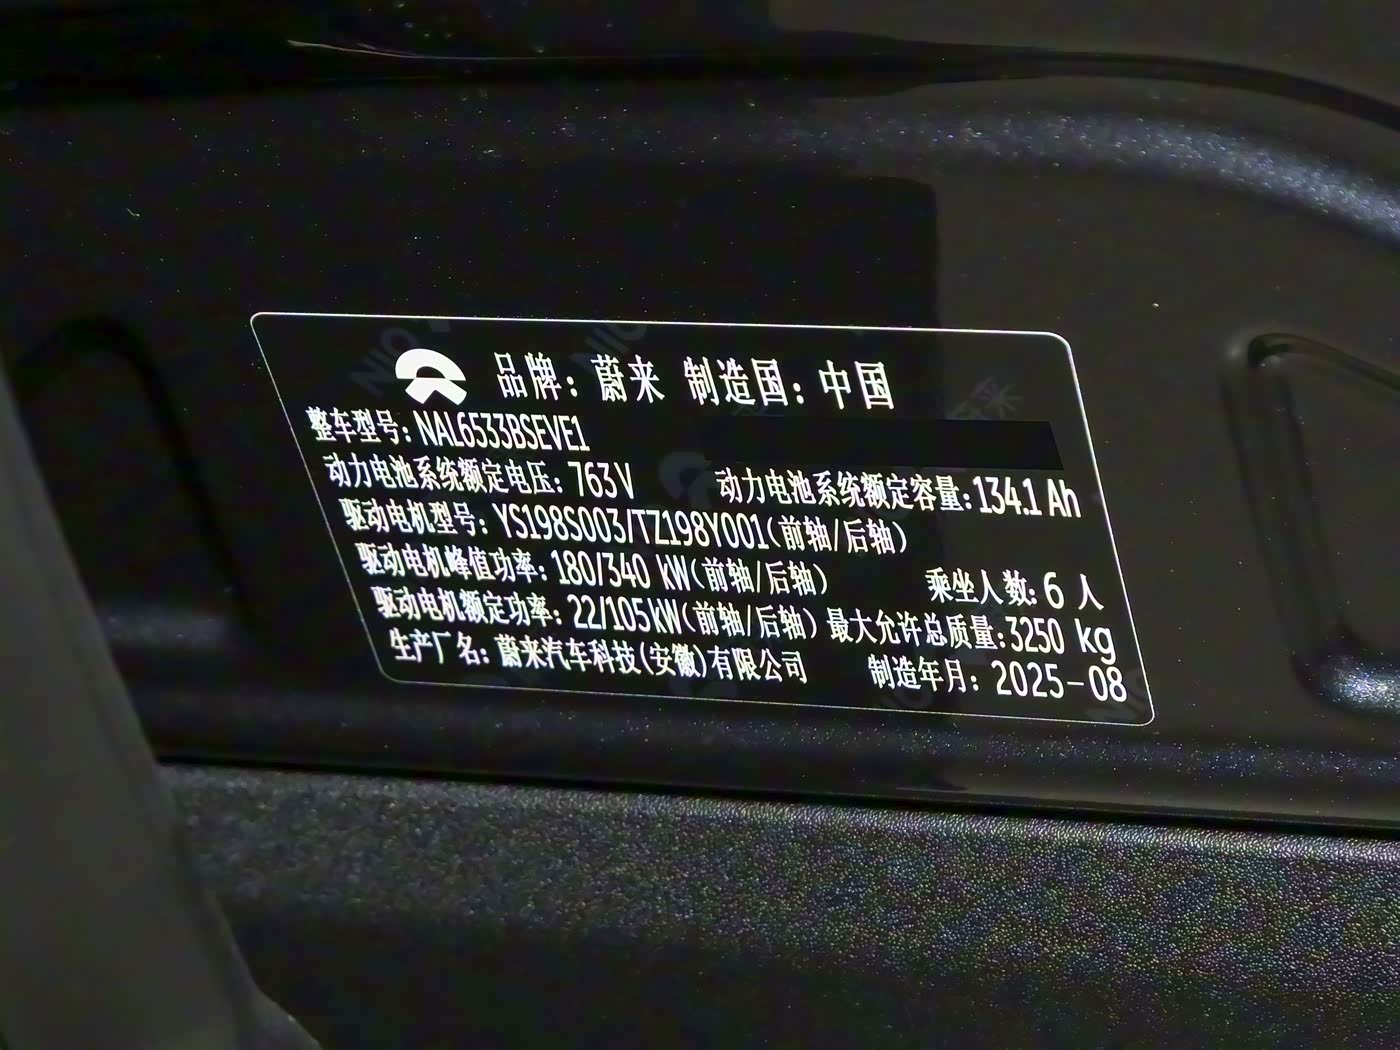 品牌：蔚来 制造国：中国
整车型号：NAL6533BSEVE1
动力电池系统额定电压：763V 动力电池系统额定容量：134.1 Ah
驱动电机型号：YS198S003/TZ198Y001(前轴/后轴)
驱动电机峰值功率：180/340 kW(前轴/后轴) 乘坐人数：6 人
驱动电机额定功率：22/105kW(前轴/后轴) 最大允许总质量：3250 kg
生产厂名：蔚来汽车科技(安徽)有限公司 制造年月：2025-08